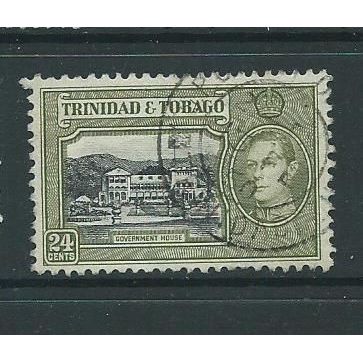 TRINIDAD & TOBAGO
GOVERNMENT HOUSE
24
CENTS